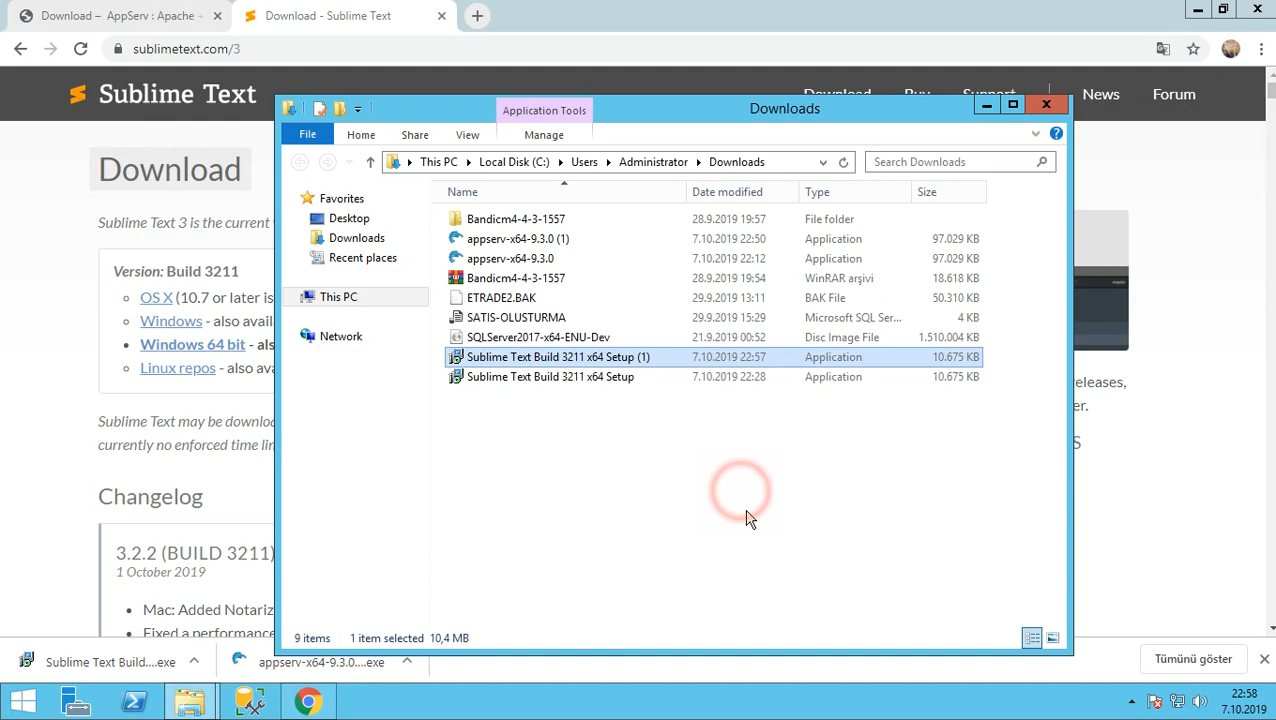 Download – AppServ : Apache +
Download - Sublime Text
sublimetext.com/3
Sublime Text
Download
Buy
Support
News
Forum
Download
Sublime Text 3 is the current v
Version: Build 3211
OS X (10.7 or later is
Windows - also avai
Windows 64 bit - als
Linux repos - also a
Sublime Text may be downloa
currently no enforced time lin
Changelog
3.2.2 (BUILD 3211)
1 October 2019
Mac: Added Notariz
Fixed a performance
releases,
er.
S
Application Tools
Downloads
File
Home
Share
View
Manage
This PC
Local Disk (C:)
Users
Administrator
Downloads
Search Downloads
Favorites
Desktop
Downloads
Recent places
This PC
Network
Name
Date modified
Type
Size
Bandicm4-4-3-1557 28.9.2019 19:57 File folder
appserv-x64-9.3.0 (1) 7.10.2019 22:50 Application 97.029 KB
appserv-x64-9.3.0 7.10.2019 22:12 Application 97.029 KB
Bandicm4-4-3-1557 28.9.2019 19:54 WinRAR arşivi 18.618 KB
ETRADE2.BAK 29.9.2019 13:11 BAK File 50.310 KB
SATIS-OLUSTURMA 29.9.2019 15:29 Microsoft SQL Ser... 4 KB
SQLServer2017-x64-ENU-Dev 21.9.2019 00:52 Disc Image File 1.510.004 KB
Sublime Text Build 3211 x64 Setup (1) 7.10.2019 22:57 Application 10.675 KB
Sublime Text Build 3211 x64 Setup 7.10.2019 22:28 Application 10.675 KB
9 items 1 item selected 10,4 MB
Sublime Text Build....exe
appserv-x64-9.3.0....exe
Tümünü göster
22:58
7.10.2019